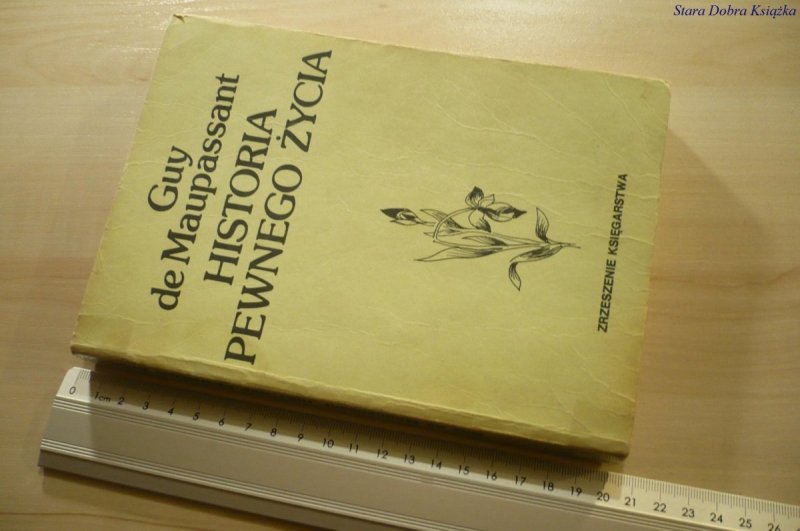 Stara Dobra Książka
Guy
de Maupassant
HISTORIA
PEWNEGO ŻYCIA
ZRZESZENIE KSIĘGARSTWA
0 1cm 2 3 4 5 6 7 8 9 10 11 12 13 14 15 16 17 18 19 20 21 22 23 24 25 26